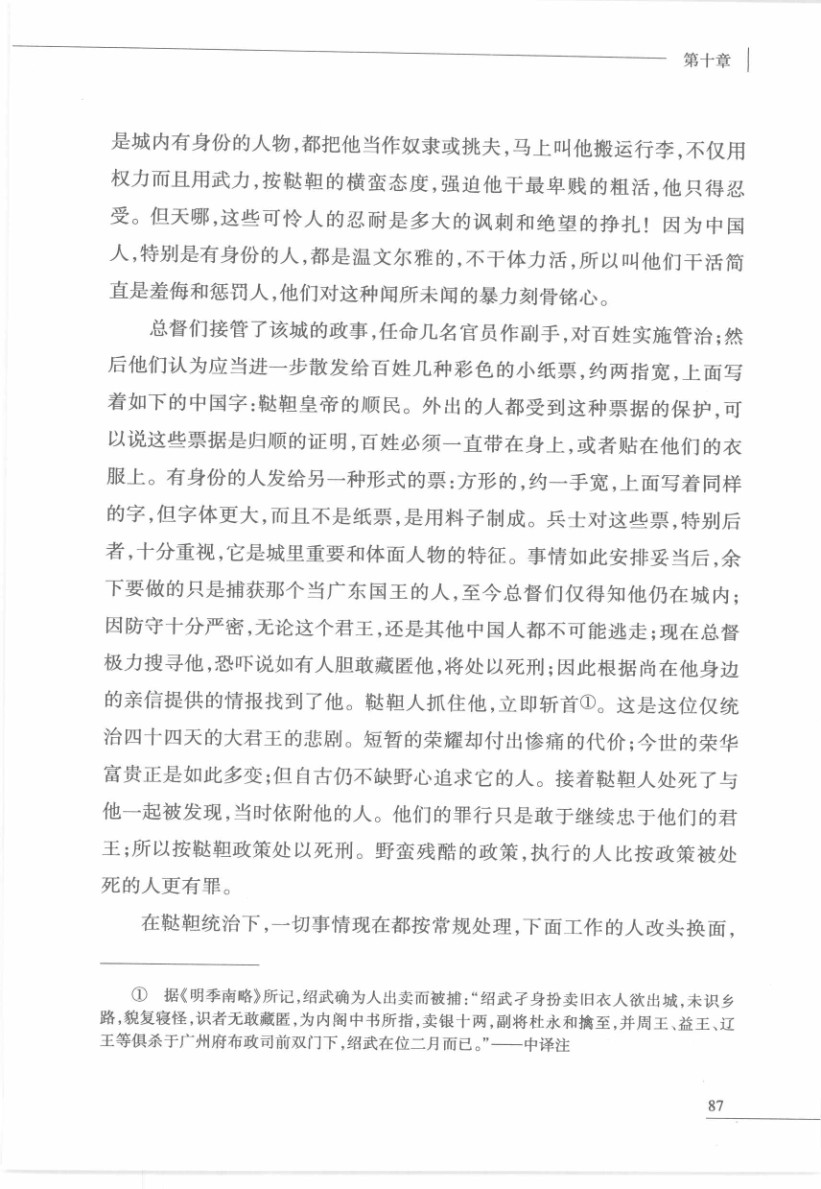 第十章
是城内有身份的人物,都把他当作奴隶或挑夫,马上叫他搬运行李,不仅用
权力而且用武力,按鞑靼的横蛮态度,强迫他干最卑贱的粗活,他只得忍
受。但天哪,这些可怜人的忍耐是多大的讽刺和绝望的挣扎！因为中国
人,特别是有身份的人,都是温文尔雅的,不干体力活,所以叫他们干活简
直是羞侮和惩罚人,他们对这种闻所未闻的暴力刻骨铭心。
总督们接管了该城的政事,任命几名官员作副手,对百姓实施管治;然
后他们认为应当进一步散发给百姓几种彩色的小纸票,约两指宽,上面写
着如下的中国字:鞑靼皇帝的顺民。外出的人都受到这种票据的保护,可
以说这些票据是归顺的证明,百姓必须一直带在身上,或者贴在他们的衣
服上。有身份的人发给另一种形式的票:方形的,约一手宽,上面写着同样
的字,但字体更大,而且不是纸票,是用料子制成。兵士对这些票,特别后
者,十分重视,它是城里重要和体面人物的特征。事情如此安排妥当后,余
下要做的只是捕获那个当广东国王的人,至今总督们仅得知他仍在城内;
因防守十分严密,无论这个君王,还是其他中国人都不可能逃走;现在总督
极力搜寻他,恐吓说如有人胆敢藏匿他,将处以死刑;因此根据尚在他身边
的亲信提供的情报找到了他。鞑靼人抓住他,立即斩首①。这是这位仅统
治四十四天的大君王的悲剧。短暂的荣耀却付出惨痛的代价;今世的荣华
富贵正是如此多变;但自古仍不缺野心追求它的人。接着鞑靼人处死了与
他一起被发现,当时依附他的人。他们的罪行只是敢于继续忠于他们的君
王;所以按鞑靼政策处以死刑。野蛮残酷的政策,执行的人比按政策被处
死的人更有罪。
在鞑靼统治下,一切事情现在都按常规处理,下面工作的人改头换面,
① 据《明季南略》所记,绍武确为人出卖而被捕:“绍武孑身扮卖旧衣人欲出城,未识乡
路,貌复寝怪,识者无敢藏匿,为内阁中书所指,卖银十两,副将杜永和擒至,并周王、益王、辽
王等俱杀于广州府布政司前双门下,绍武在位二月而已。”——中译注
87